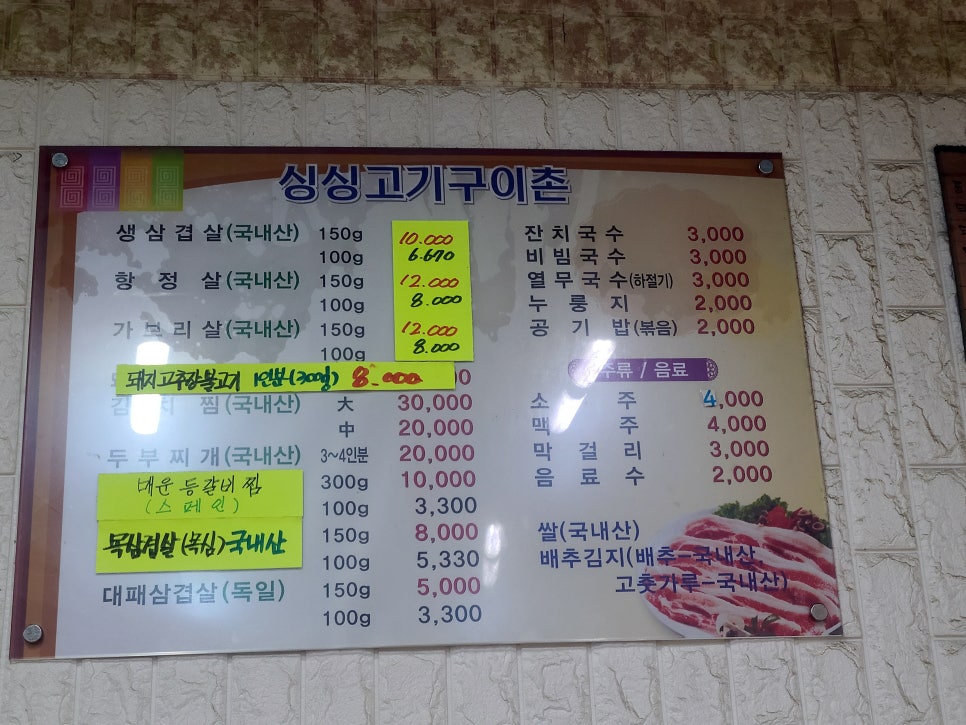 싱싱고기구이촌
생삼겹살(국내산) 150g 10.000
100g 6.670
항정살(국내산) 150g 12.000
100g 8.000
가브리살(국내산) 150g 12.000
100g 8.000
돼지고추장불고기 1인분(300g) 8.000
찜(국내산) 大 30,000
中 20,000
두부찌개(국내산) 3~4인분 20,000
매운 등갈비찜 300g 10,000
(스페인) 100g 3,300
목삼겹살(목심)국내산 150g 8,000
100g 5,330
대패삼겹살(독일) 150g 5,000
100g 3,300
잔치국수 3,000
비빔국수 3,000
열무국수(하절기) 3,000
누룽지 2,000
공기밥(볶음) 2,000
주류 / 음료
소주 4,000
맥주 4,000
막걸리 3,000
음료수 2,000
쌀(국내산)
배추김지(배추-국내산,
고춧가루-국내산)